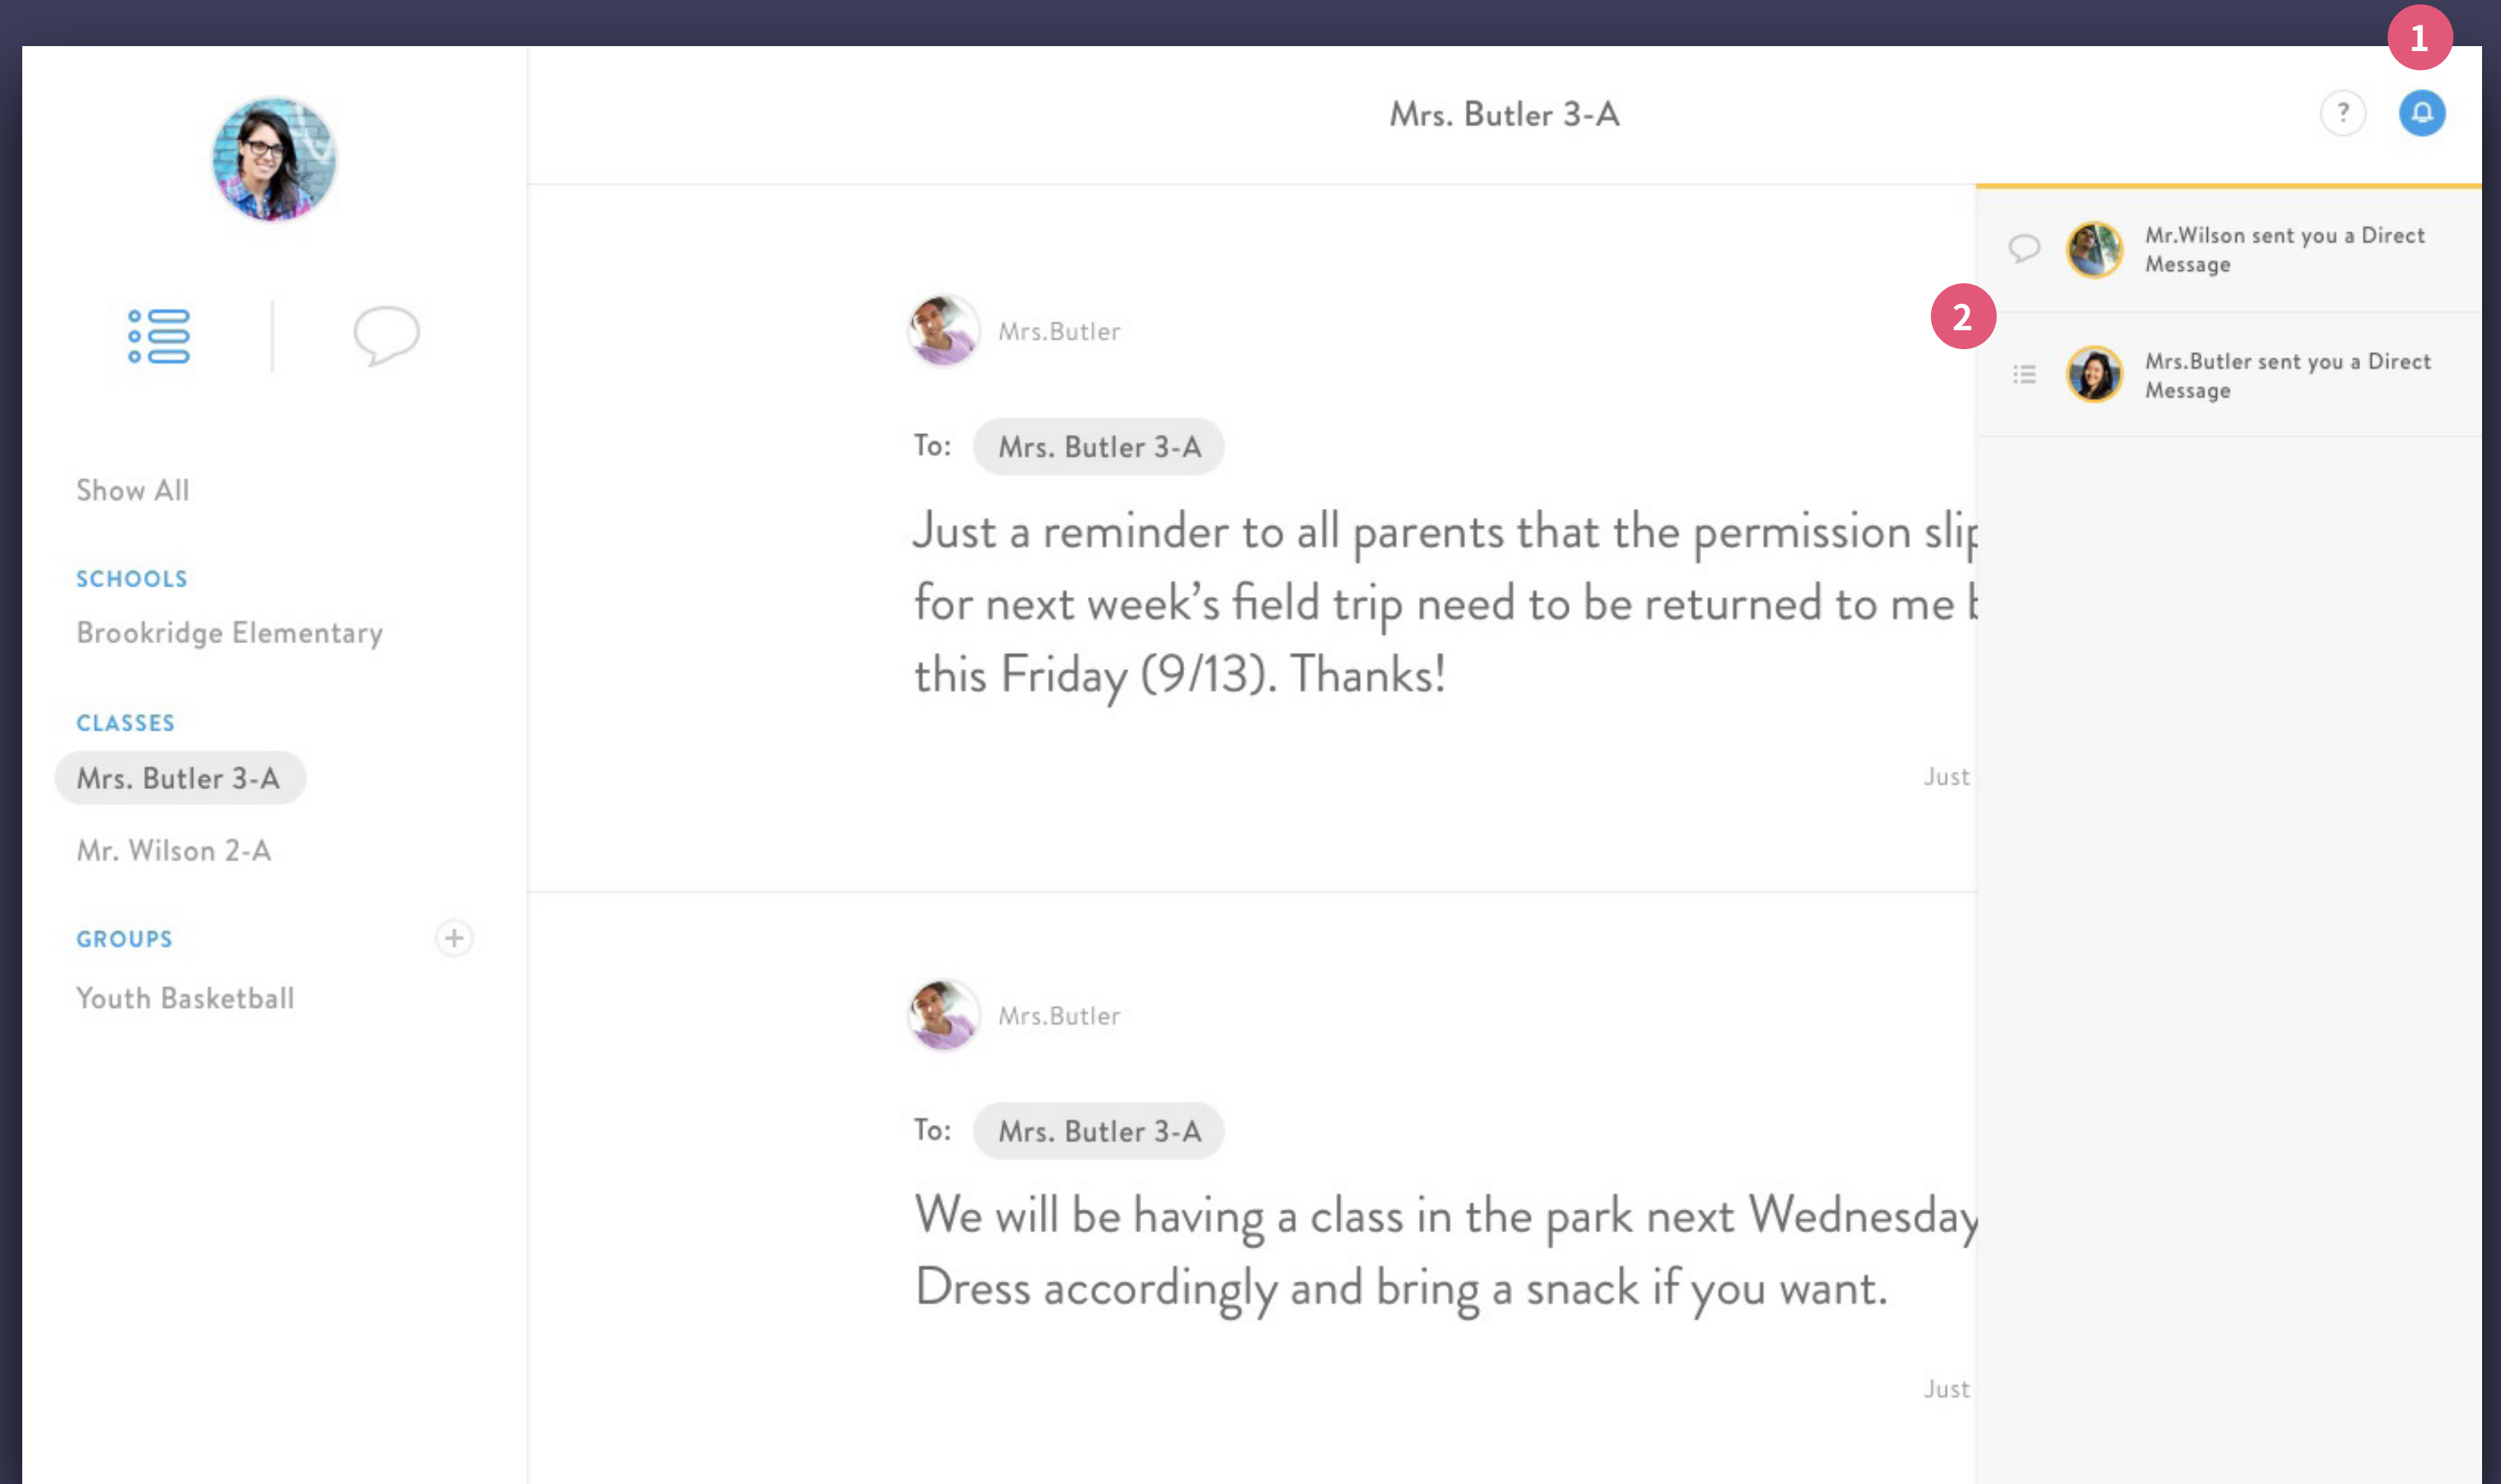 1
Mrs. Butler 3-A
?
Show All
SCHOOLS
Brookridge Elementary
CLASSES
Mrs. Butler 3-A
Mr. Wilson 2-A
GROUPS
+
Youth Basketball
Mrs.Butler
To: Mrs. Butler 3-A
Just a reminder to all parents that the permission slip
for next week’s field trip need to be returned to me
this Friday (9/13). Thanks!
Just
Mrs.Butler
To: Mrs. Butler 3-A
We will be having a class in the park next Wednesday
Dress accordingly and bring a snack if you want.
Just
Mr.Wilson sent you a Direct
Message
2
Mrs.Butler sent you a Direct
Message